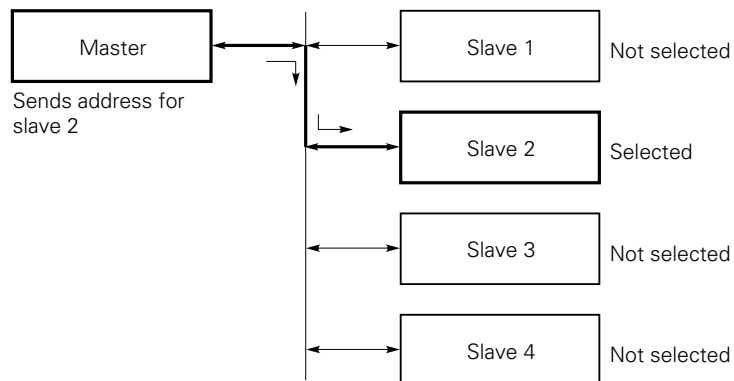 Master
Sends address for
slave 2
Slave 1
Not selected
Slave 2
Selected
Slave 3
Not selected
Slave 4
Not selected